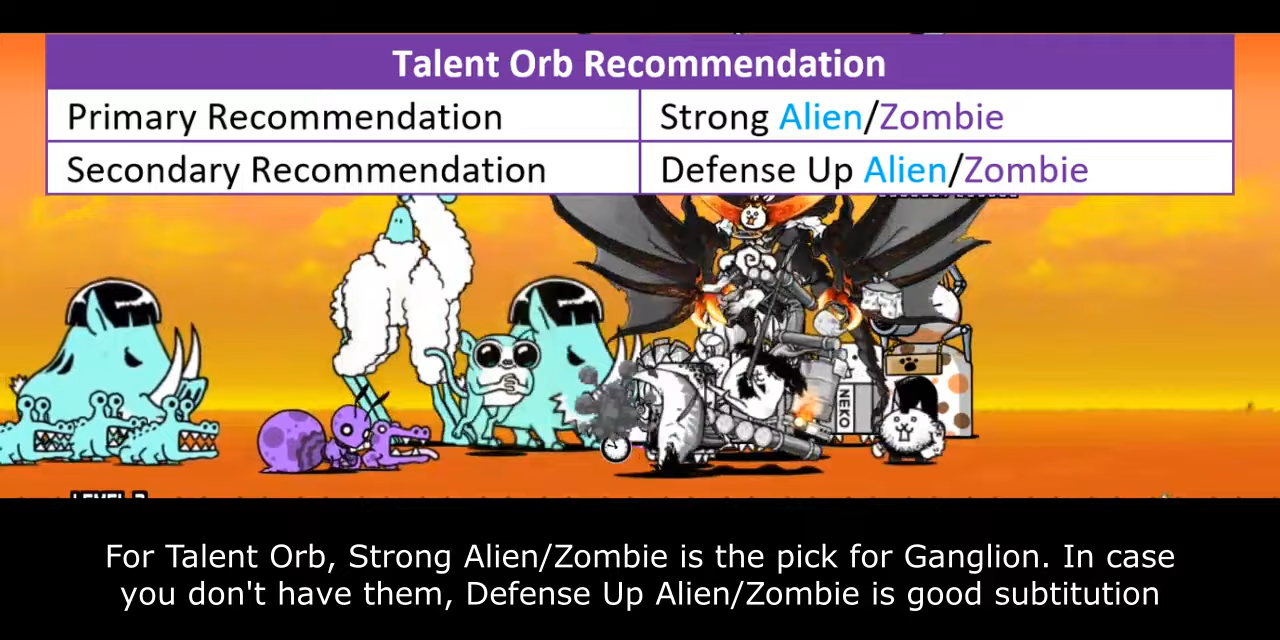 Talent Orb Recommendation
Primary Recommendation Strong Alien/Zombie
Secondary Recommendation Defense Up Alien/Zombie
NEKO
For Talent Orb, Strong Alien/Zombie is the pick for Ganglion. In case
you don't have them, Defense Up Alien/Zombie is good subtitution